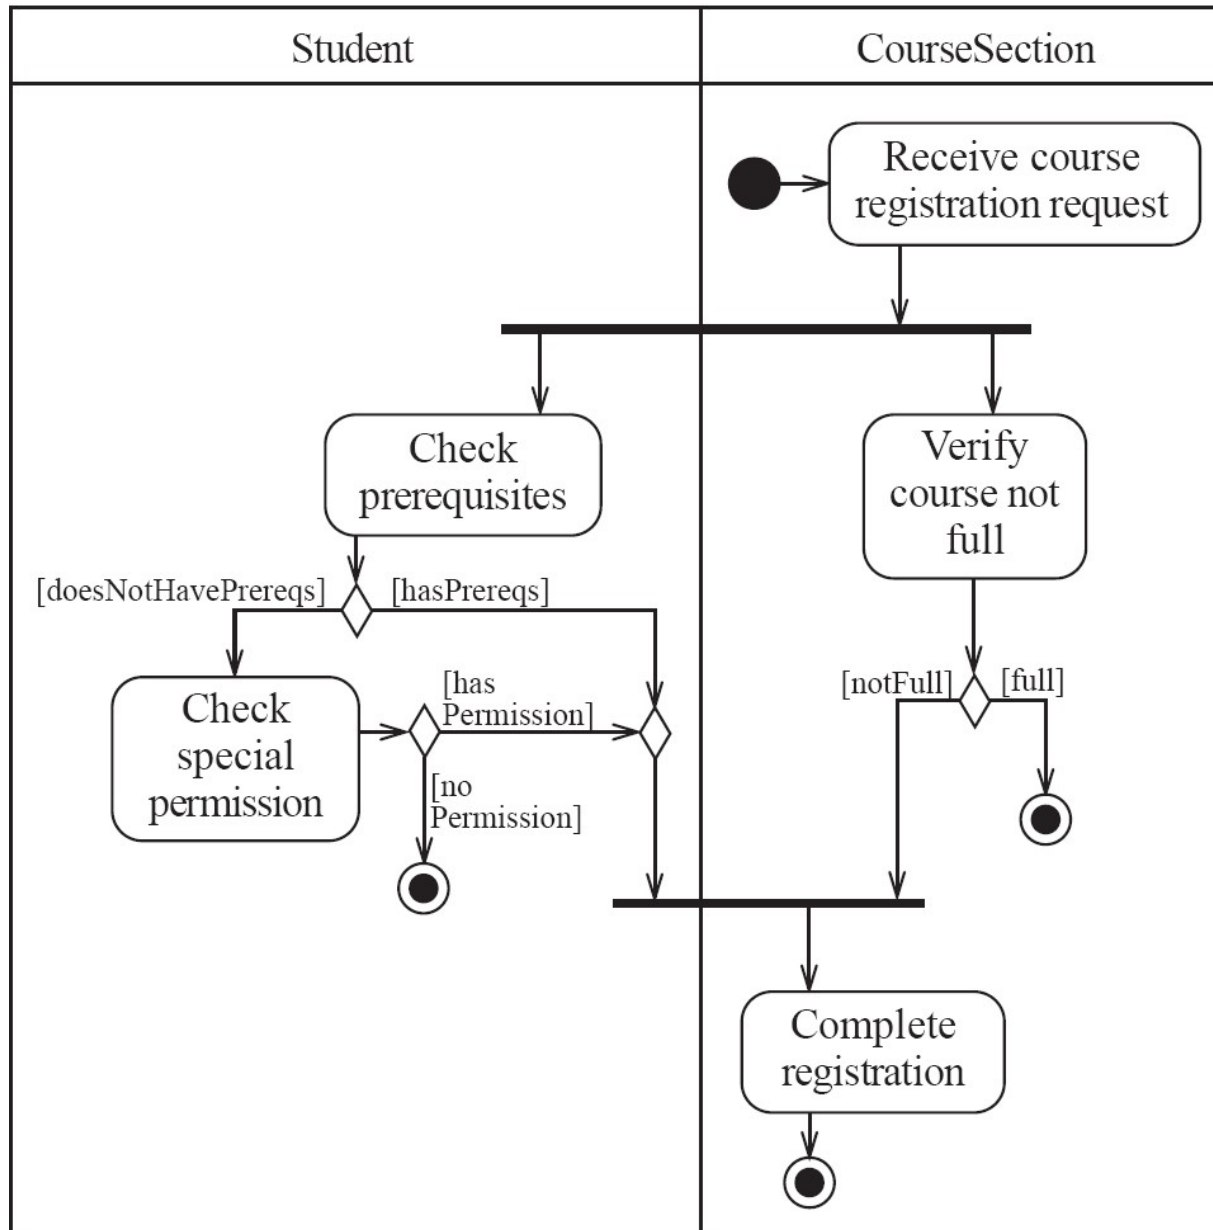 Student
CourseSection
Receive course
registration request
Check
prerequisites
Verify
course not
full
[doesNotHavePrereqs]
[hasPrereqs]
Check
special
permission
[has
Permission]
[no
Permission]
[notFull]
[full]
Complete
registration